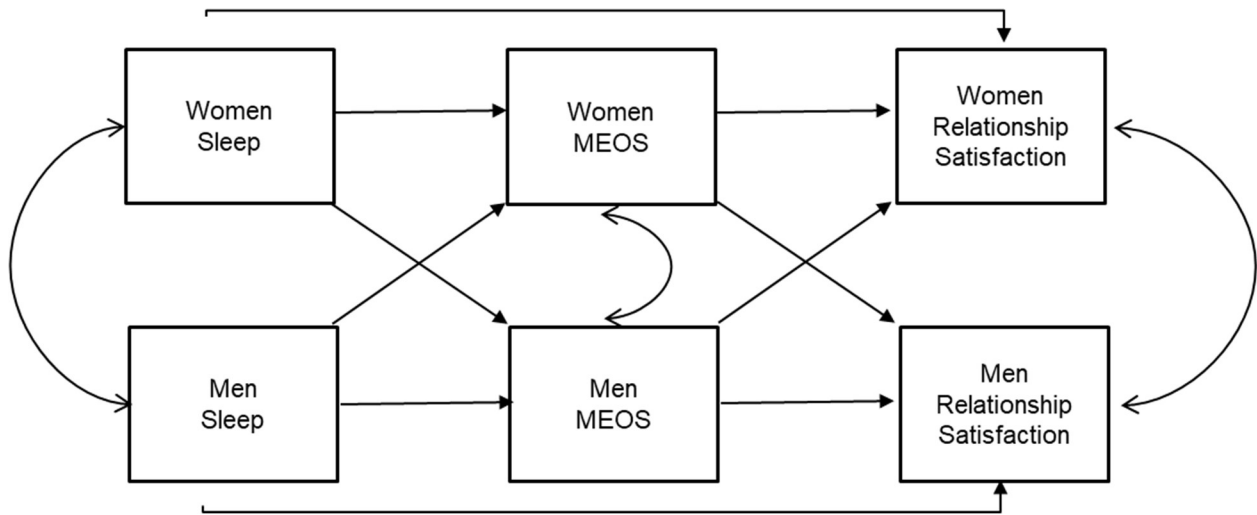 Women
Sleep
Women
MEOS
Women
Relationship
Satisfaction
Men
Sleep
Men
MEOS
Men
Relationship
Satisfaction